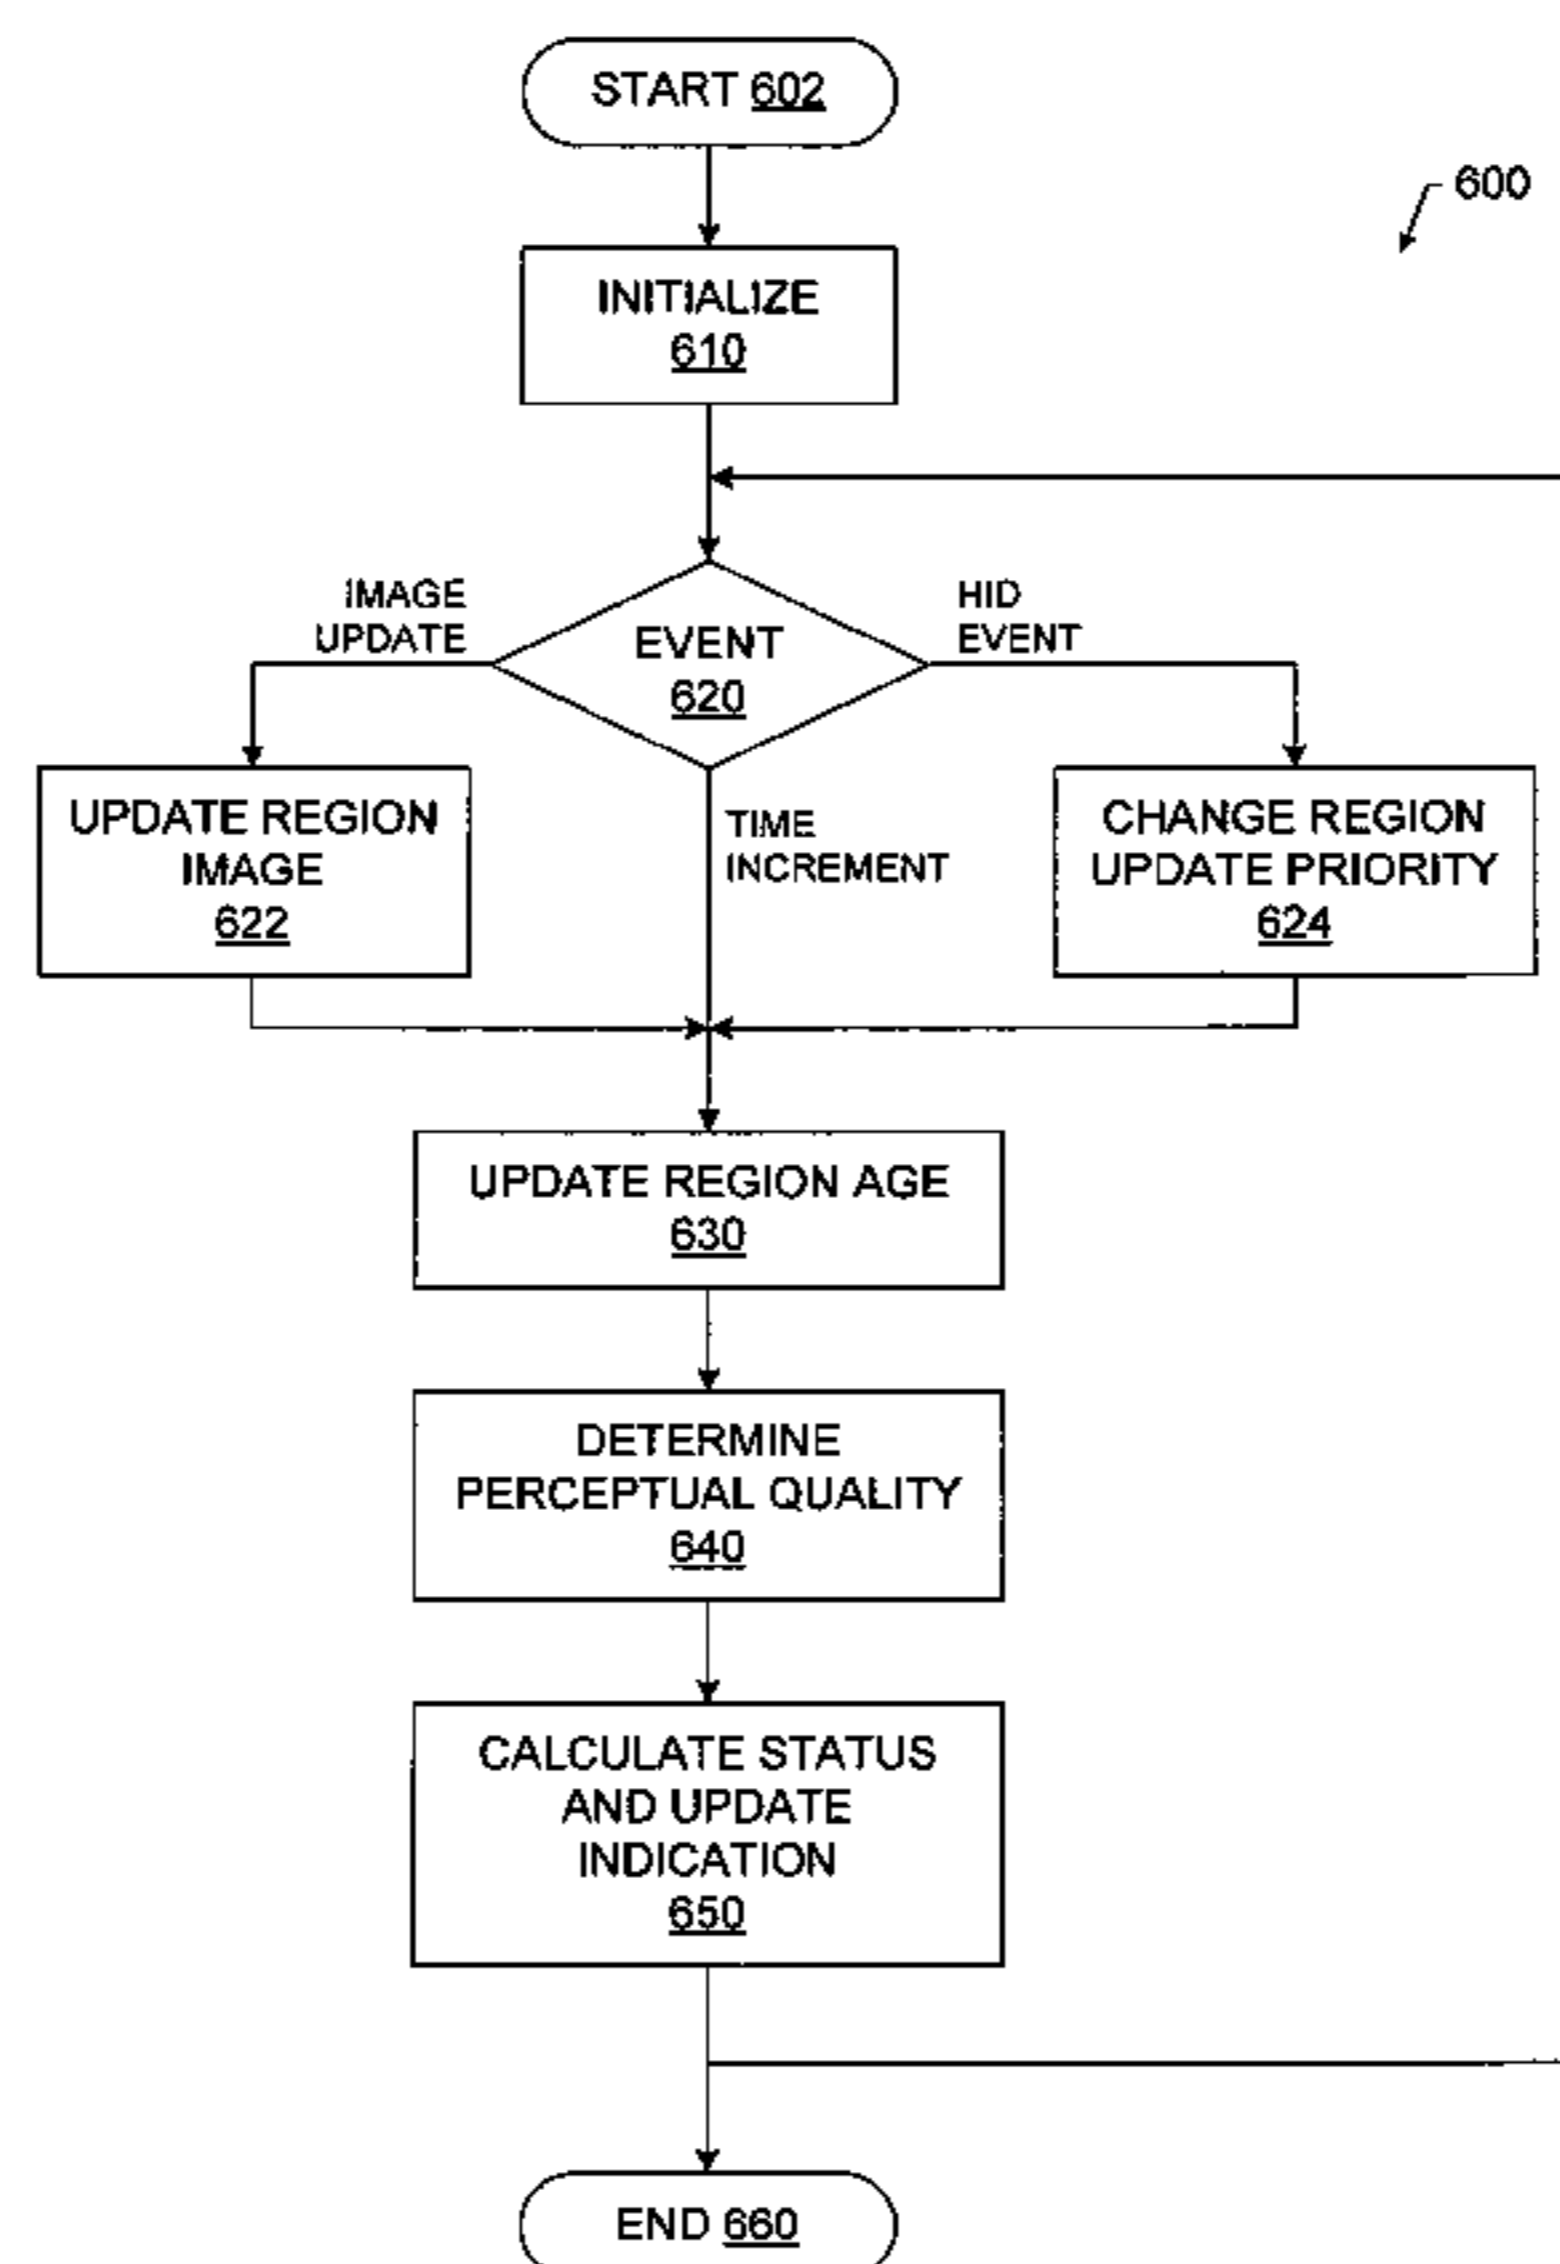 START 602
600
INITIALIZE
610
IMAGE
UPDATE
HID
EVENT
EVENT
620
UPDATE REGION
IMAGE
622
TIME
INCREMENT
CHANGE REGION
UPDATE PRIORITY
624
UPDATE REGION AGE
630
DETERMINE
PERCEPTUAL QUALITY
640
CALCULATE STATUS
AND UPDATE
INDICATION
650
END 660